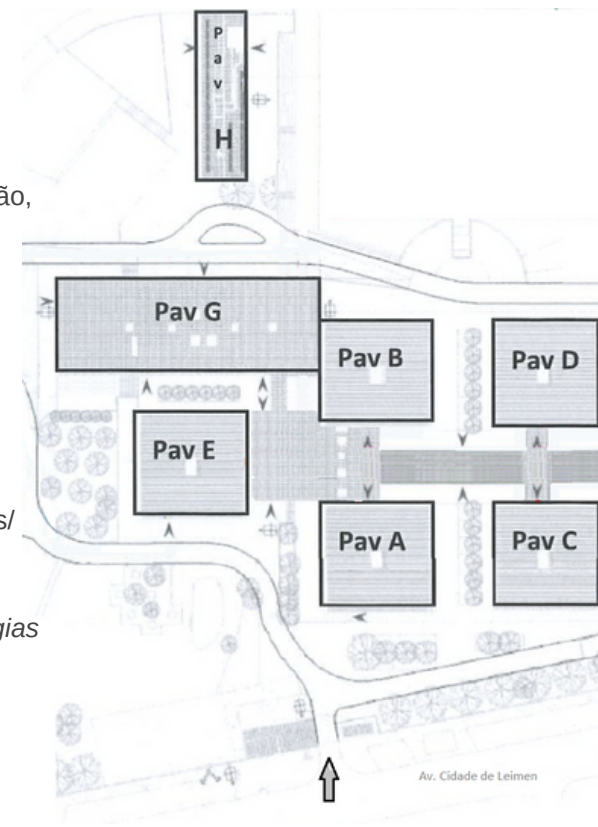 P
a
v
H
ão,
Pav G
Pav B
Pav D
Pav E
s/
Pav A
Pav C
gias
Av. Cidade de Leimen